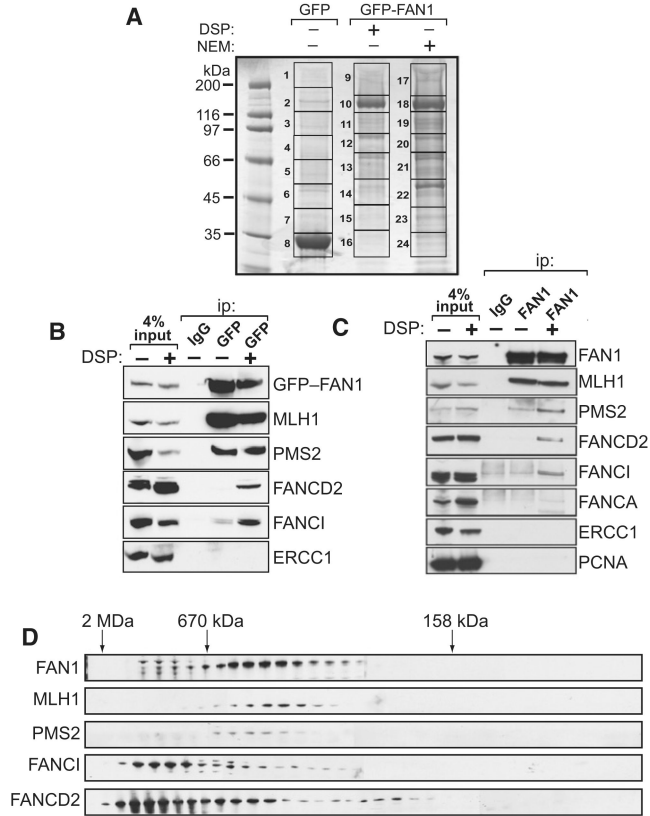 A
GFP GFP-FAN1
DSP: – + –
NEM: – – +
kDa
200
116
97
66
45
35
1 9 17
2 10 18
3 11 19
4 12 20
5 13 21
6 14 22
7 15 23
8 16 24
B
4% input
ip:
IgG GFP GFP
DSP: – + – – +
GFP–FAN1
MLH1
PMS2
FANCD2
FANCI
ERCC1
C
ip:
4% input
IgG FAN1 FAN1
DSP: – + – – +
FAN1
MLH1
PMS2
FANCD2
FANCI
FANCA
ERCC1
PCNA
D
2 MDa 670 kDa 158 kDa
FAN1
MLH1
PMS2
FANCI
FANCD2